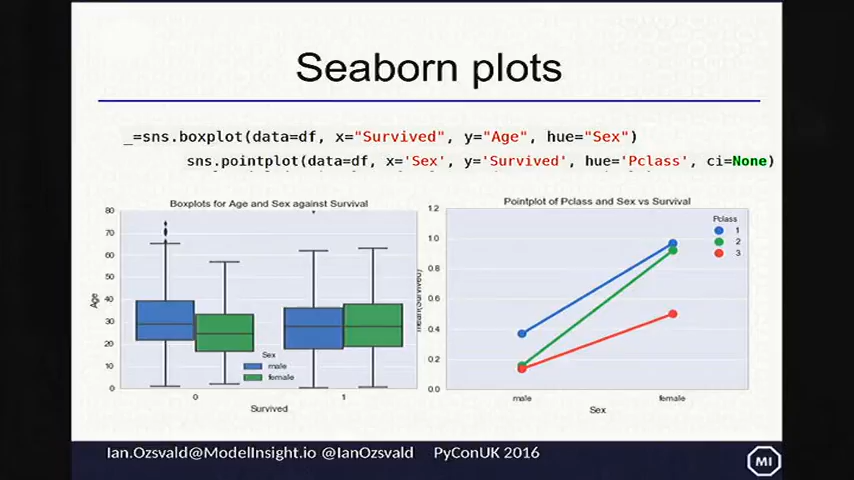 Seaborn plots
_=sns.boxplot(data=df, x="Survived", y="Age", hue="Sex")
sns.pointplot(data=df, x='Sex', y='Survived', hue='Pclass', ci=None)
Boxplots for Age and Sex against Survival
80
70
60
50
40
30
20
10
0
Age
Sex
male
female
0
1
Survived
Pointplot of Pclass and Sex vs Survival
1.2
1.0
0.8
0.6
0.4
0.2
0.0
mean(Survived)
Pclass
1
2
3
male
female
Sex
Ian.Ozsvald@ModelInsight.io @IanOzsvald PyConUK 2016
MI